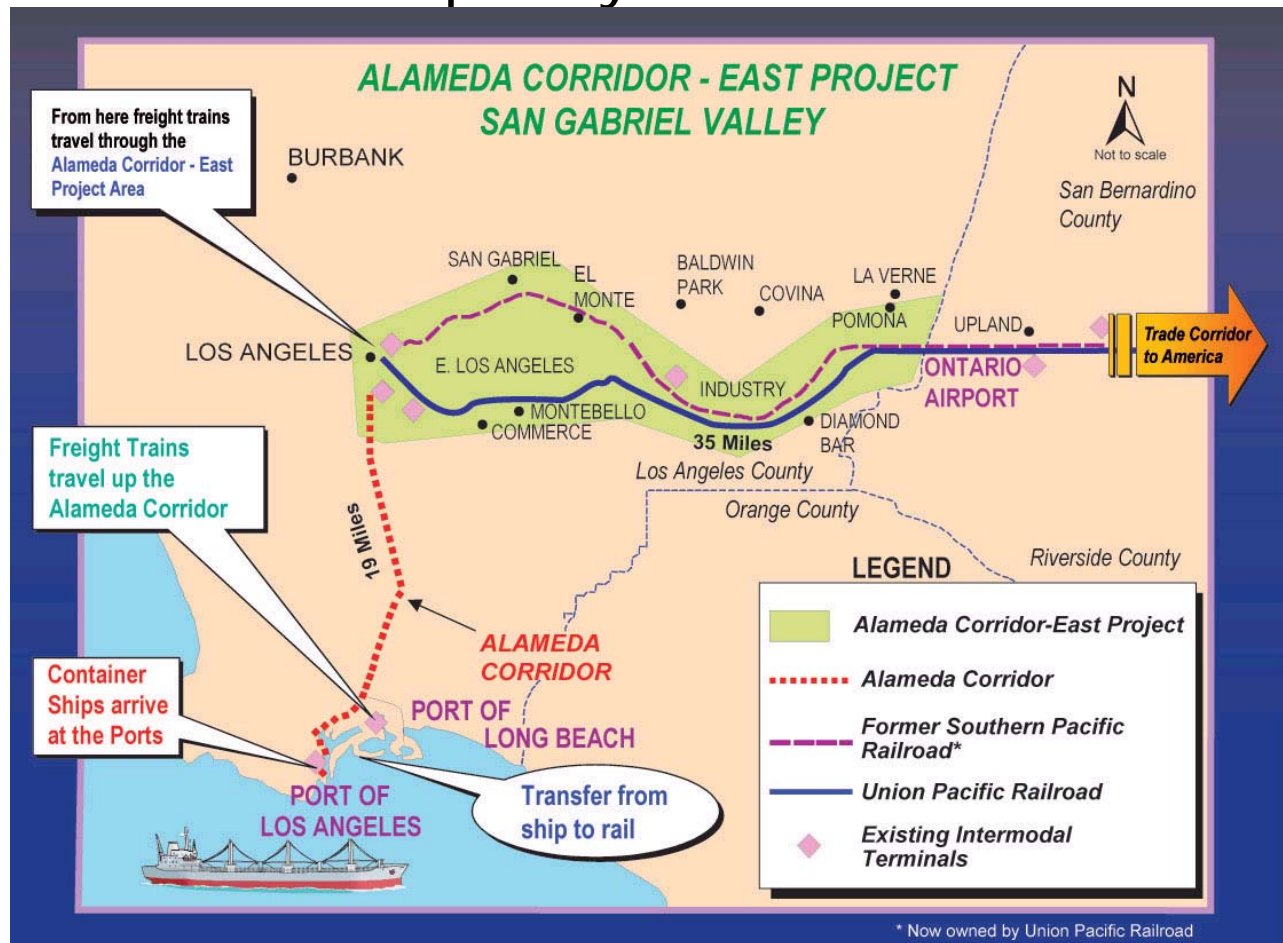 ALAMEDA CORRIDOR - EAST PROJECT
SAN GABRIEL VALLEY
From here freight trains
travel through the
Alameda Corridor - East
Project Area
BURBANK
N
Not to scale
San Bernardino
County
SAN GABRIEL
EL
MONTE
BALDWIN
PARK
COVINA
LA VERNE
POMONA
UPLAND
Trade Corridor
to America
LOS ANGELES
E. LOS ANGELES
INDUSTRY
ONTARIO
AIRPORT
MONTEBELLO
COMMERCE
DIAMOND
BAR
35 Miles
Los Angeles County
Orange County
Riverside County
Freight Trains
travel up the
Alameda Corridor
19 Miles
ALAMEDA
CORRIDOR
Container
Ships arrive
at the Ports
PORT OF
LONG BEACH
PORT OF
LOS ANGELES
Transfer from
ship to rail
LEGEND
Alameda Corridor-East Project
Alameda Corridor
Former Southern Pacific
Railroad*
Union Pacific Railroad
Existing Intermodal
Terminals
* Now owned by Union Pacific Railroad